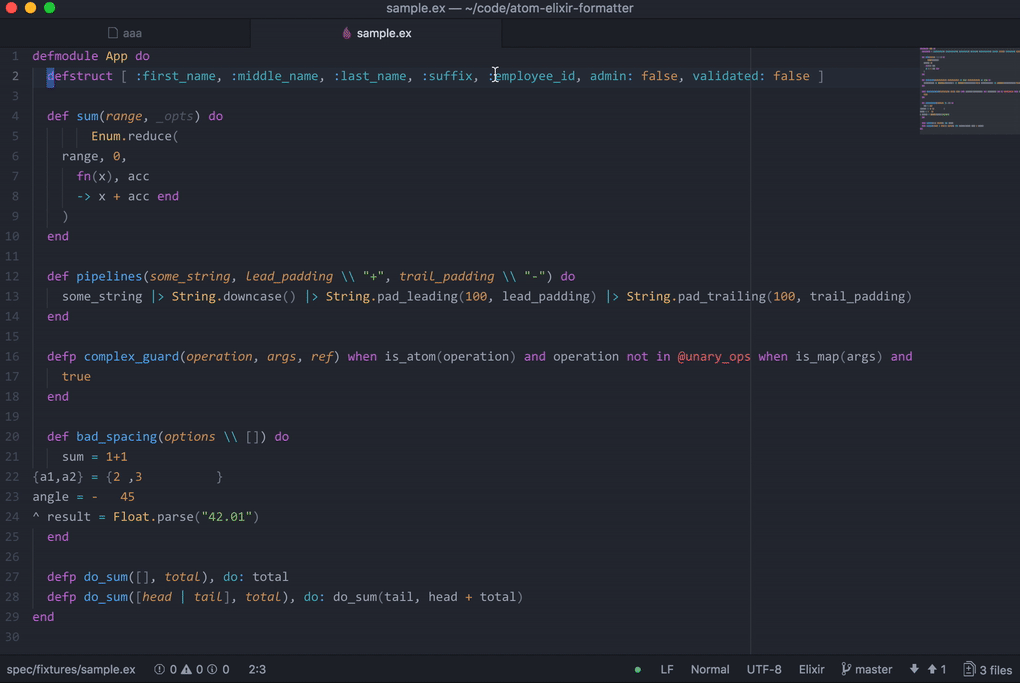 sample.ex — ~/code/atom-elixir-formatter
aaa
sample.ex
1 defmodule App do
2 defstruct [ :first_name, :middle_name, :last_name, :suffix, :employee_id, admin: false, validated: false ]
3
4 def sum(range, _opts) do
5 Enum.reduce(
6 range, 0,
7 fn(x), acc
8 -> x + acc end
9 )
10 end
11
12 def pipelines(some_string, lead_padding \\ "+", trail_padding \\ "-") do
13 some_string |> String.downcase() |> String.pad_leading(100, lead_padding) |> String.pad_trailing(100, trail_padding)
14 end
15
16 defp complex_guard(operation, args, ref) when is_atom(operation) and operation not in @unary_ops when is_map(args) and
17 true
18 end
19
20 def bad_spacing(options \\ []) do
21 sum = 1+1
22 {a1,a2} = {2 ,3           }
23 angle = -   45
24 ^ result = Float.parse("42.01")
25 end
26
27 defp do_sum([], total), do: total
28 defp do_sum([head | tail], total), do: do_sum(tail, head + total)
29 end
30
spec/fixtures/sample.ex 0 0 0 2:3 LF Normal UTF-8 Elixir master 1 3 files